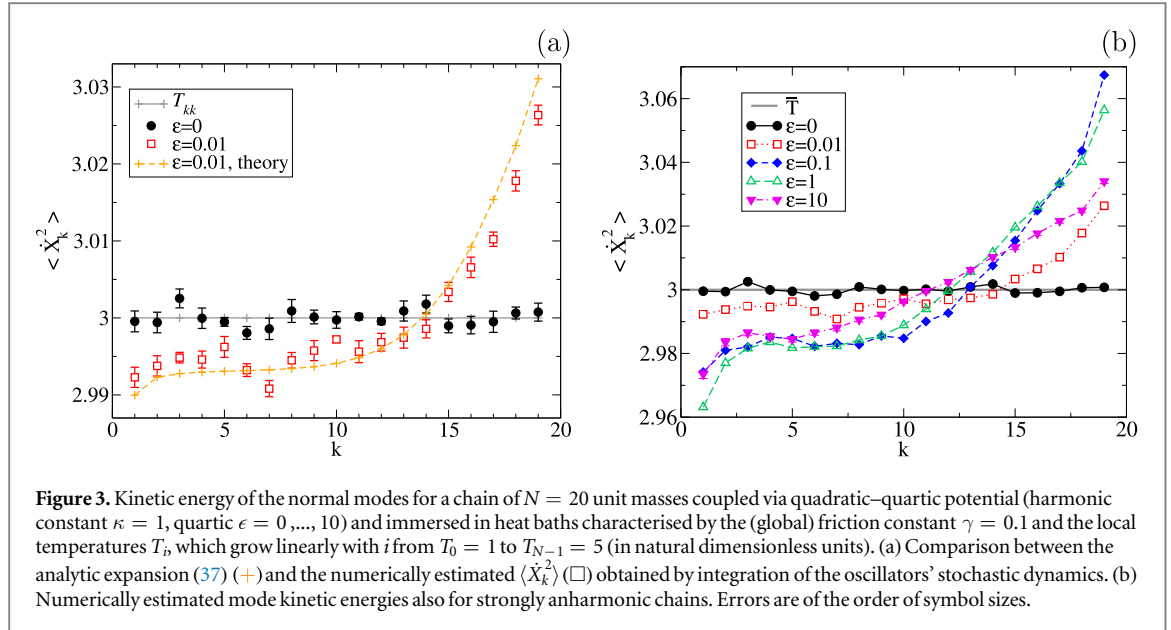 (a)
3.03
3.02
3.01
3
2.99
< Ẋ_k^2 >
T_kk
ε=0
ε=0.01
ε=0.01, theory
0 5 10 15 20
k
(b)
3.06
3.04
3.02
3
2.98
2.96
< Ẋ_k^2 >
T̅
ε=0
ε=0.01
ε=0.1
ε=1
ε=10
0 5 10 15 20
k
Figure 3. Kinetic energy of the normal modes for a chain of N = 20 unit masses coupled via quadratic–quartic potential (harmonic
constant κ = 1, quartic ϵ = 0 ,..., 10) and immersed in heat baths characterised by the (global) friction constant γ = 0.1 and the local
temperatures T_i, which grow linearly with i from T_0 = 1 to T_{N−1} = 5 (in natural dimensionless units). (a) Comparison between the
analytic expansion (37) (+) and the numerically estimated ⟨Ẋ_k^2⟩ (□) obtained by integration of the oscillators' stochastic dynamics. (b)
Numerically estimated mode kinetic energies also for strongly anharmonic chains. Errors are of the order of symbol sizes.